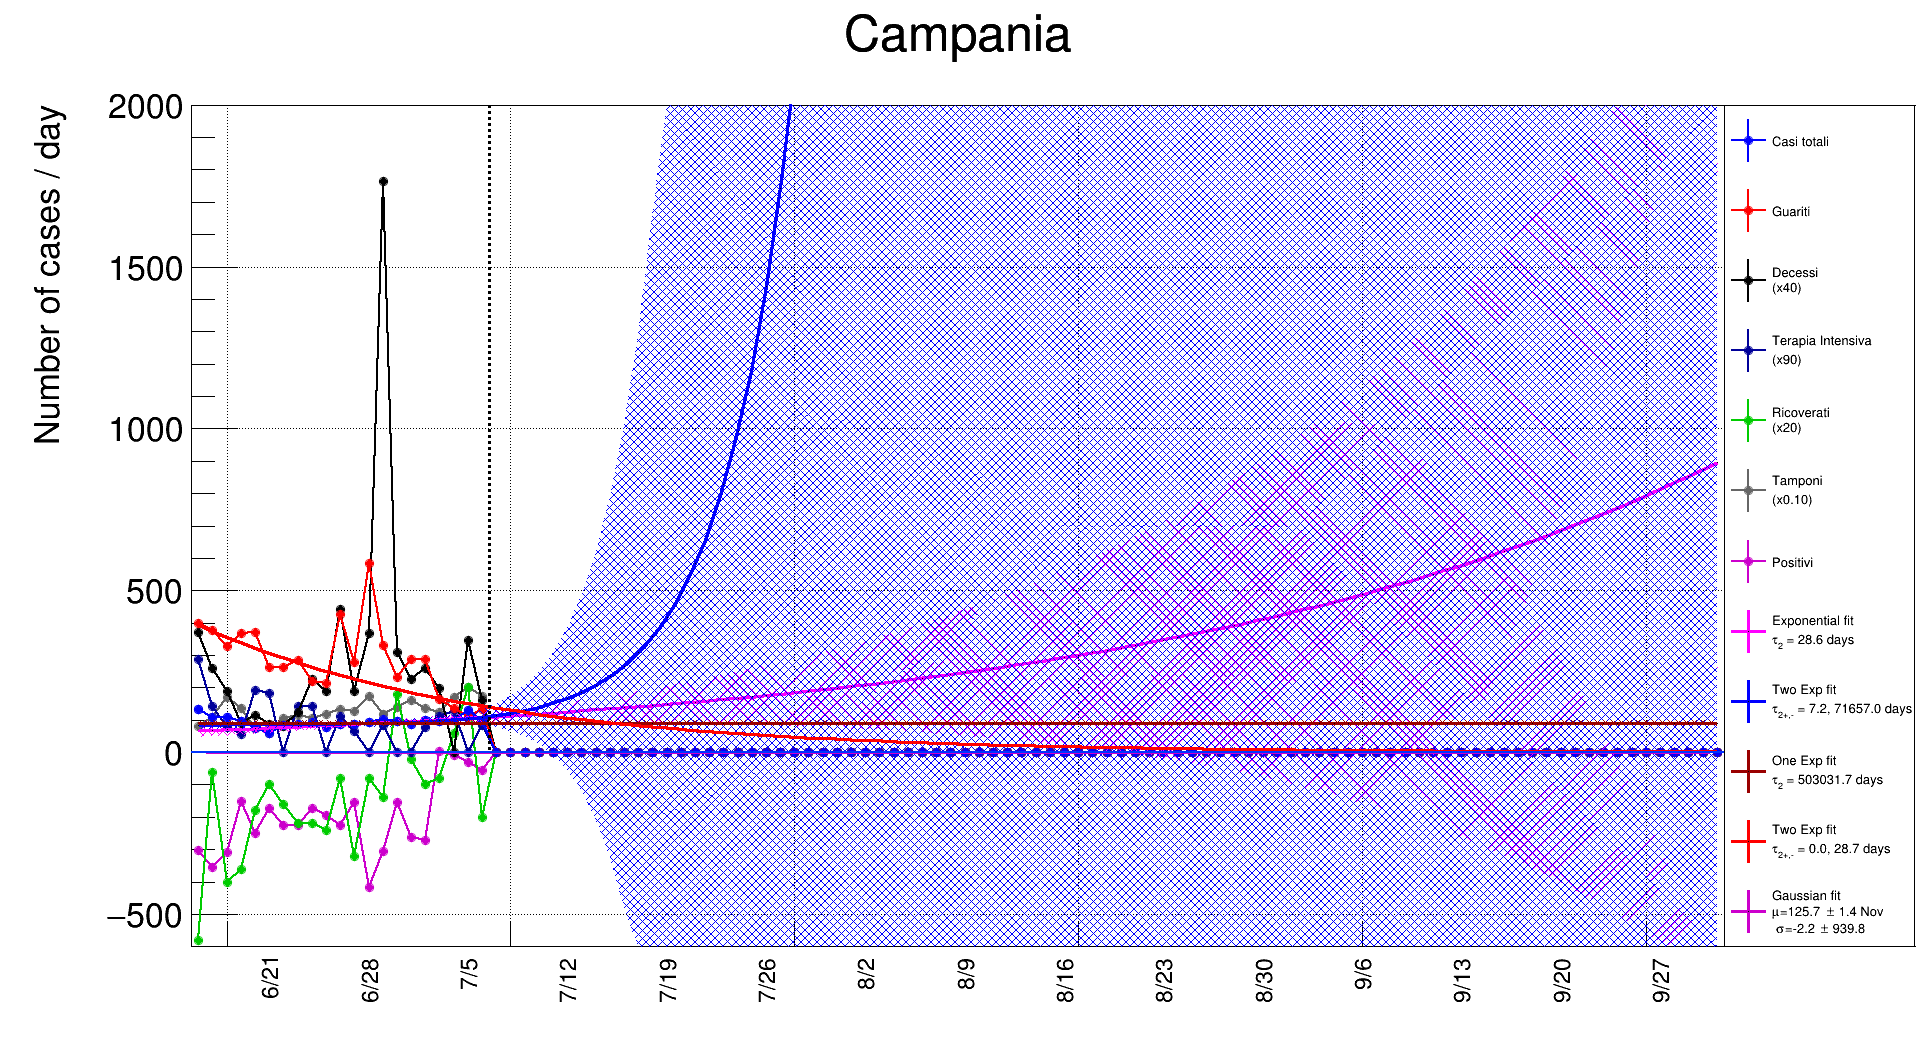 Campania
Number of cases / day
2000
1500
1000
500
0
−500
6/21
6/28
7/5
7/12
7/19
7/26
8/2
8/9
8/16
8/23
8/30
9/6
9/13
9/20
9/27
Casi totali
Guariti
Decessi
(x40)
Terapia Intensiva
(x90)
Ricoverati
(x20)
Tamponi
(x0.10)
Positivi
Exponential fit
τ2 = 28.6 days
Two Exp fit
τ2+,- = 7.2, 71657.0 days
One Exp fit
τ2 = 503031.7 days
Two Exp fit
τ2+,- = 0.0, 28.7 days
Gaussian fit
μ=125.7 ± 1.4 Nov
σ=-2.2 ± 939.8